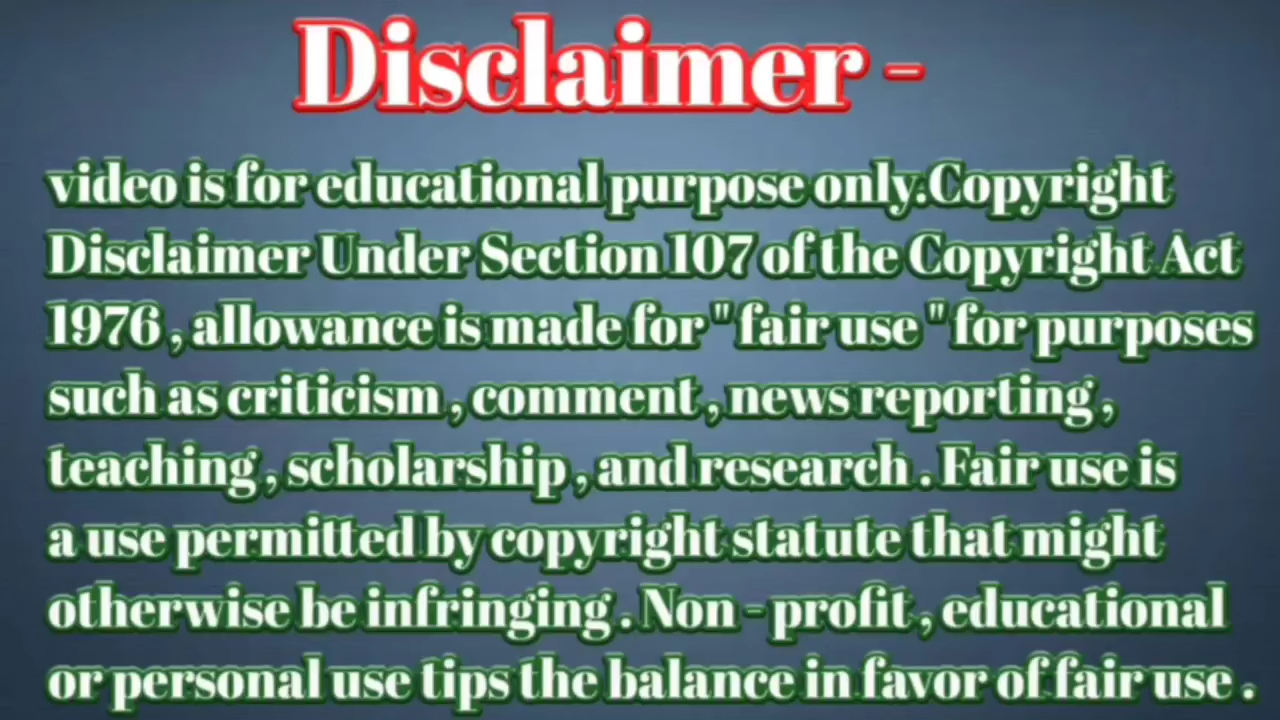 Disclaimer -
video is for educational purpose only.Copyright
Disclaimer Under Section 107 of the Copyright Act
1976 , allowance is made for " fair use " for purposes
such as criticism , comment , news reporting ,
teaching , scholarship , and research . Fair use is
a use permitted by copyright statute that might
otherwise be infringing . Non - profit , educational
or personal use tips the balance in favor of fair use .